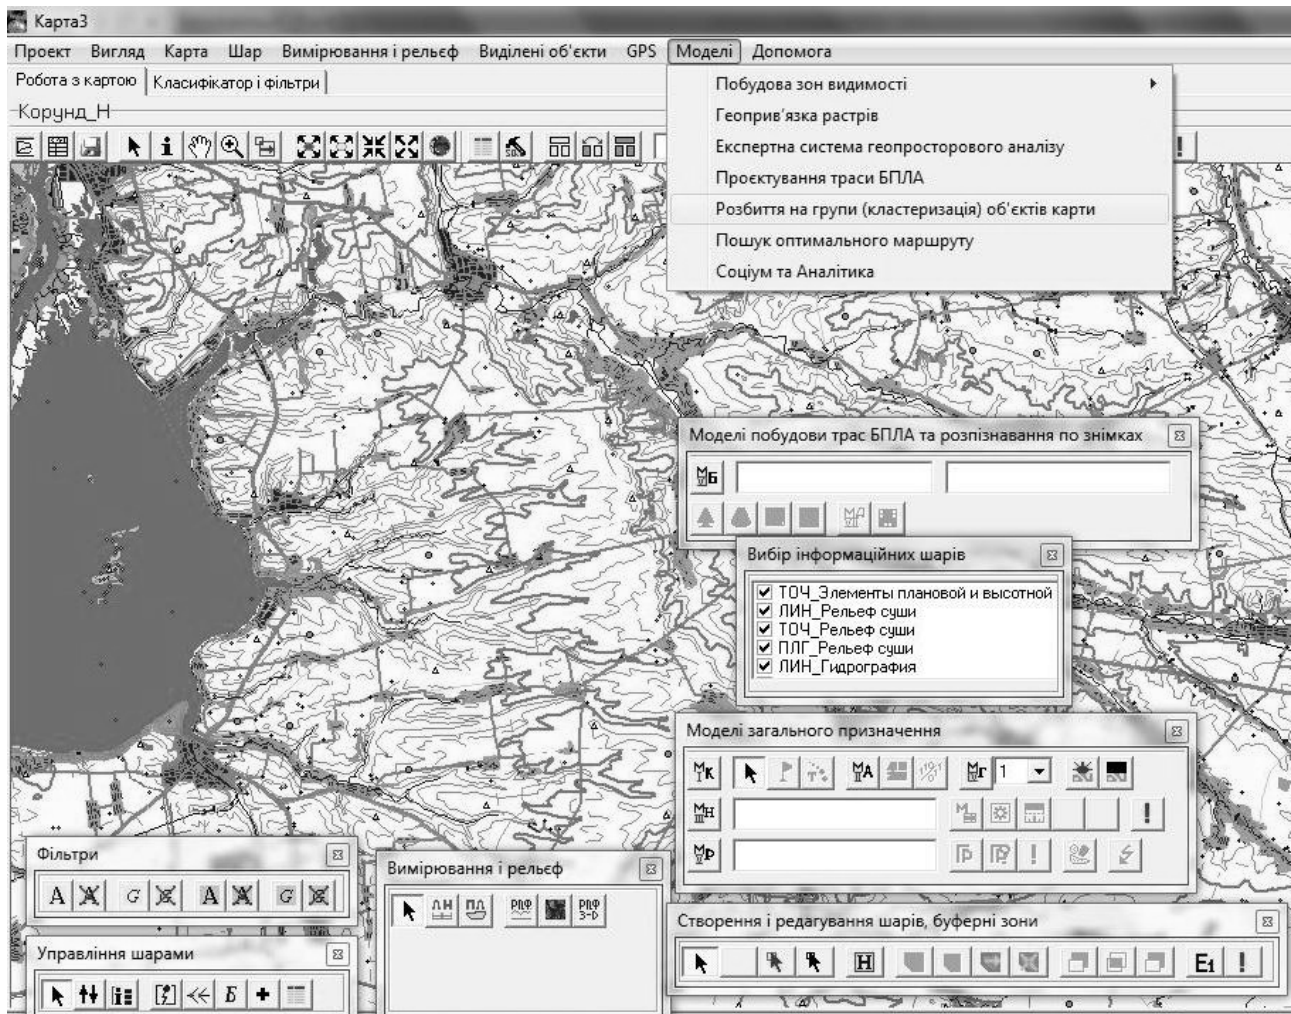 Карта3
Проект Вигляд Карта Шар Вимірювання і рельєф Виділені об'єкти GPS Моделі Допомога
Робота з картою Класифікатор і фільтри
Корунд_Н
Побудова зон видимості
Геоприв'язка растрів
Експертна система геопросторового аналізу
Проєктування траси БПЛА
Розбиття на групи (кластеризація) об'єктів карти
Пошук оптимального маршруту
Соціум та Аналітика
Моделі побудови трас БПЛА та розпізнавання по знімках
Вибір інформаційних шарів
ТОЧ_Элементы плановой и высотной
ЛИН_Рельеф суши
ТОЧ_Рельеф суши
ПЛГ_Рельеф суши
ЛИН_Гидрография
Моделі загального призначення
1
Фільтри
A A G G A A G G
Вимірювання і рельєф
Створення і редагування шарів, буферні зони
Управління шарами